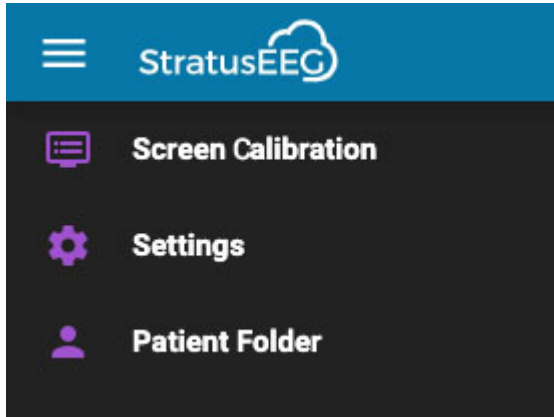 StratusEEG
Screen Calibration
Settings
Patient Folder